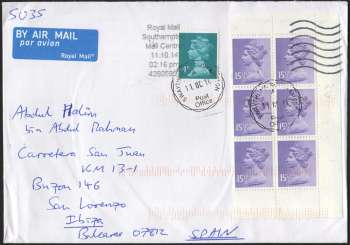 5035
BY AIR MAIL
par avion
Royal Mail
Royal Mail
Southampton
Mail Centre
11.10.14
02:16 pm
Post
Office
15P
15P
15P
15P
15P
15P
Abdul Halim
bin Abdul Rahman
Carretera San Juan
KM 13-1
Buzon 146
San Lorenzo
Ibiza
Baleares 07812 SPAIN